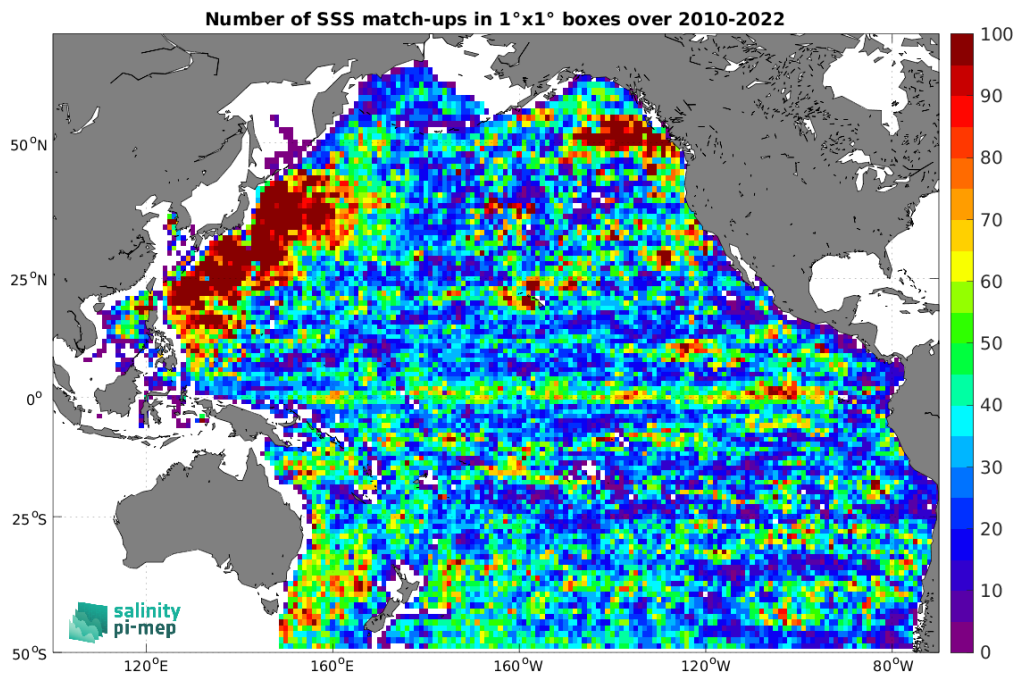 Number of SSS match-ups in 1°x1° boxes over 2010-2022
100
90
80
70
60
50
40
30
20
10
0
50°N
25°N
0°
25°S
50°S
120°E
160°E
160°W
120°W
80°W
salinity
pi-mep